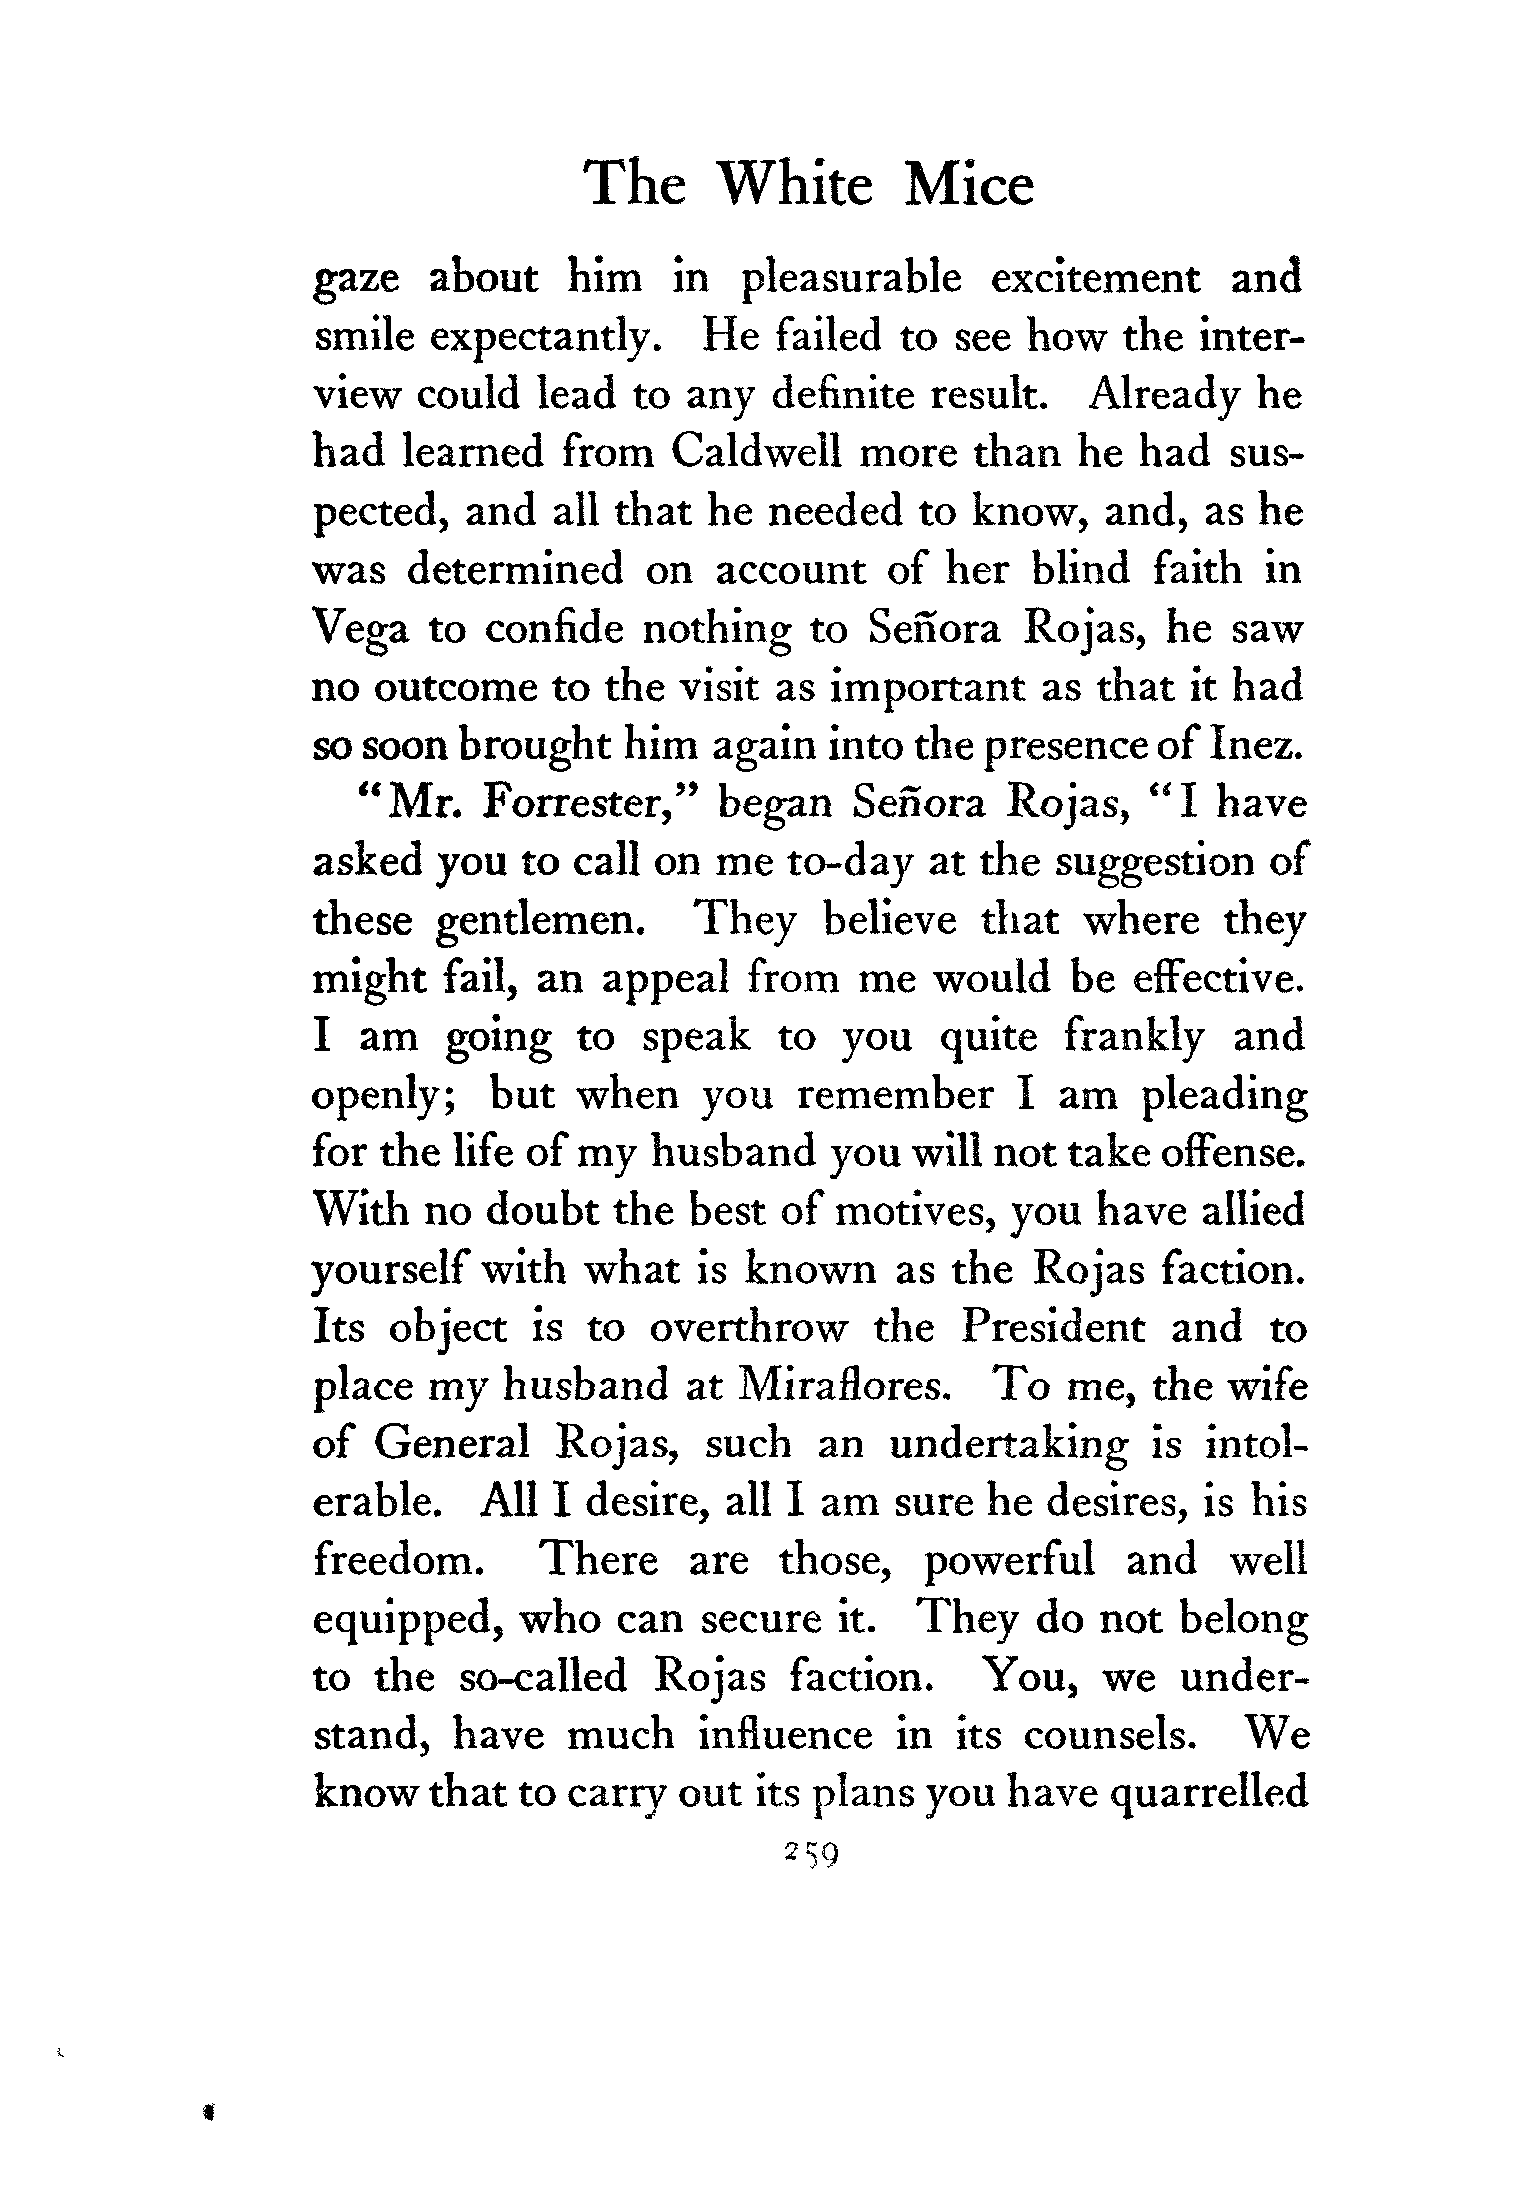 The White Mice
gaze about him in pleasurable excitement and
smile expectantly. He failed to see how the inter-
view could lead to any definite result. Already he
had learned from Caldwell more than he had sus-
pected, and all that he needed to know, and, as he
was determined on account of her blind faith in
Vega to confide nothing to Señora Rojas, he saw
no outcome to the visit as important as that it had
so soon brought him again into the presence of Inez.
"Mr. Forrester," began Señora Rojas, "I have
asked you to call on me to-day at the suggestion of
these gentlemen. They believe that where they
might fail, an appeal from me would be effective.
I am going to speak to you quite frankly and
openly; but when you remember I am pleading
for the life of my husband you will not take offense.
With no doubt the best of motives, you have allied
yourself with what is known as the Rojas faction.
Its object is to overthrow the President and to
place my husband at Miraflores. To me, the wife
of General Rojas, such an undertaking is intol-
erable. All I desire, all I am sure he desires, is his
freedom. There are those, powerful and well
equipped, who can secure it. They do not belong
to the so-called Rojas faction. You, we under-
stand, have much influence in its counsels. We
know that to carry out its plans you have quarrelled
259